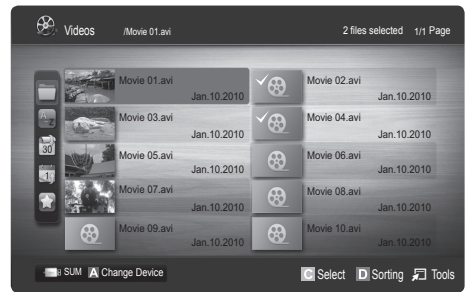 Videos /Movie 01.avi 2 files selected 1/1 Page
Movie 01.avi Movie 02.avi
Jan.10.2010 Jan.10.2010
Movie 03.avi Movie 04.avi
Jan.10.2010 Jan.10.2010
Movie 05.avi Movie 06.avi
Jan.10.2010 Jan.10.2010
Movie 07.avi Movie 08.avi
Jan.10.2010 Jan.10.2010
Movie 09.avi Movie 10.avi
Jan.10.2010 Jan.10.2010
A Z
30
SUM A Change Device C Select D Sorting Tools